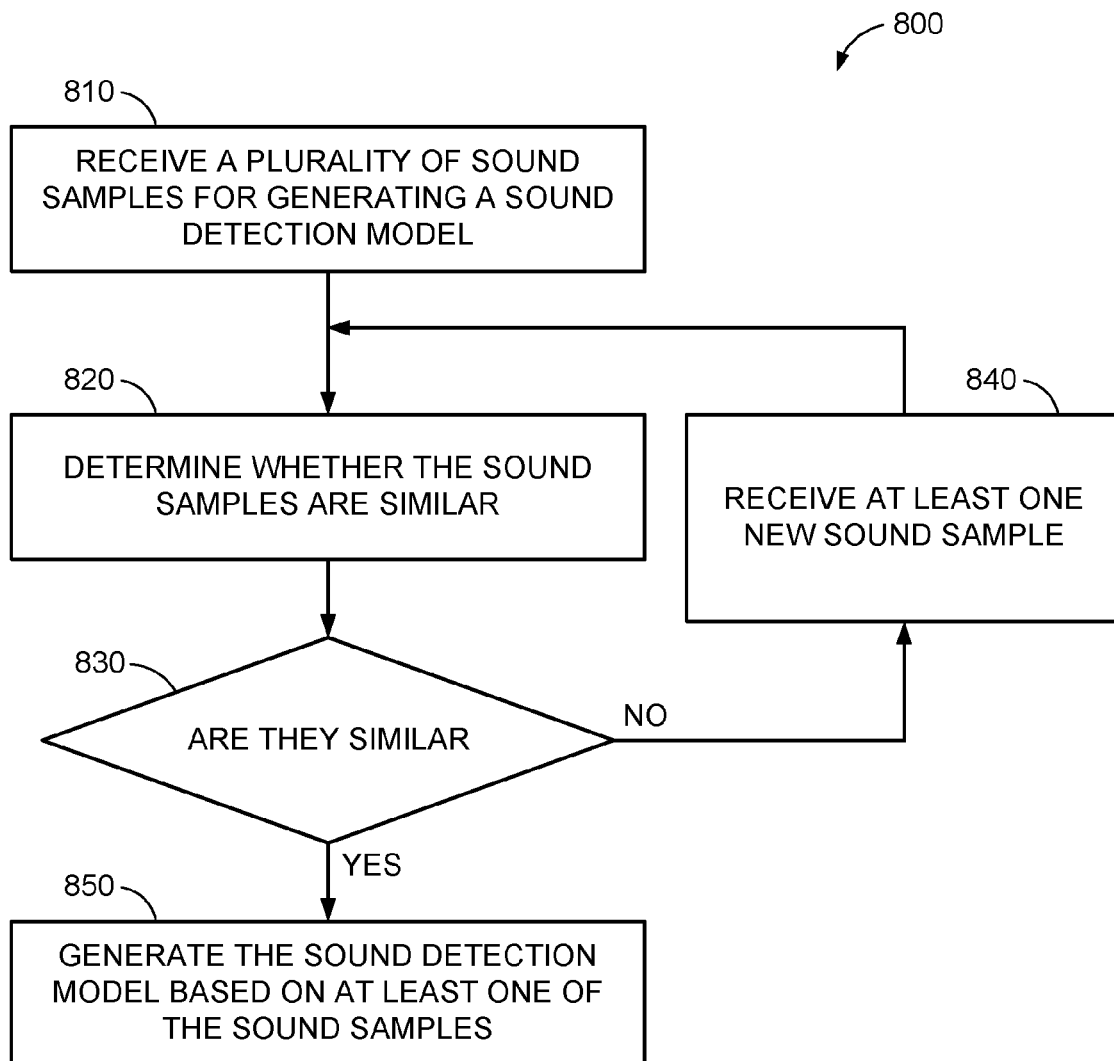 800
810
RECEIVE A PLURALITY OF SOUND
SAMPLES FOR GENERATING A SOUND
DETECTION MODEL
820
DETERMINE WHETHER THE SOUND
SAMPLES ARE SIMILAR
840
RECEIVE AT LEAST ONE
NEW SOUND SAMPLE
830
ARE THEY SIMILAR
NO
YES
850
GENERATE THE SOUND DETECTION
MODEL BASED ON AT LEAST ONE OF
THE SOUND SAMPLES